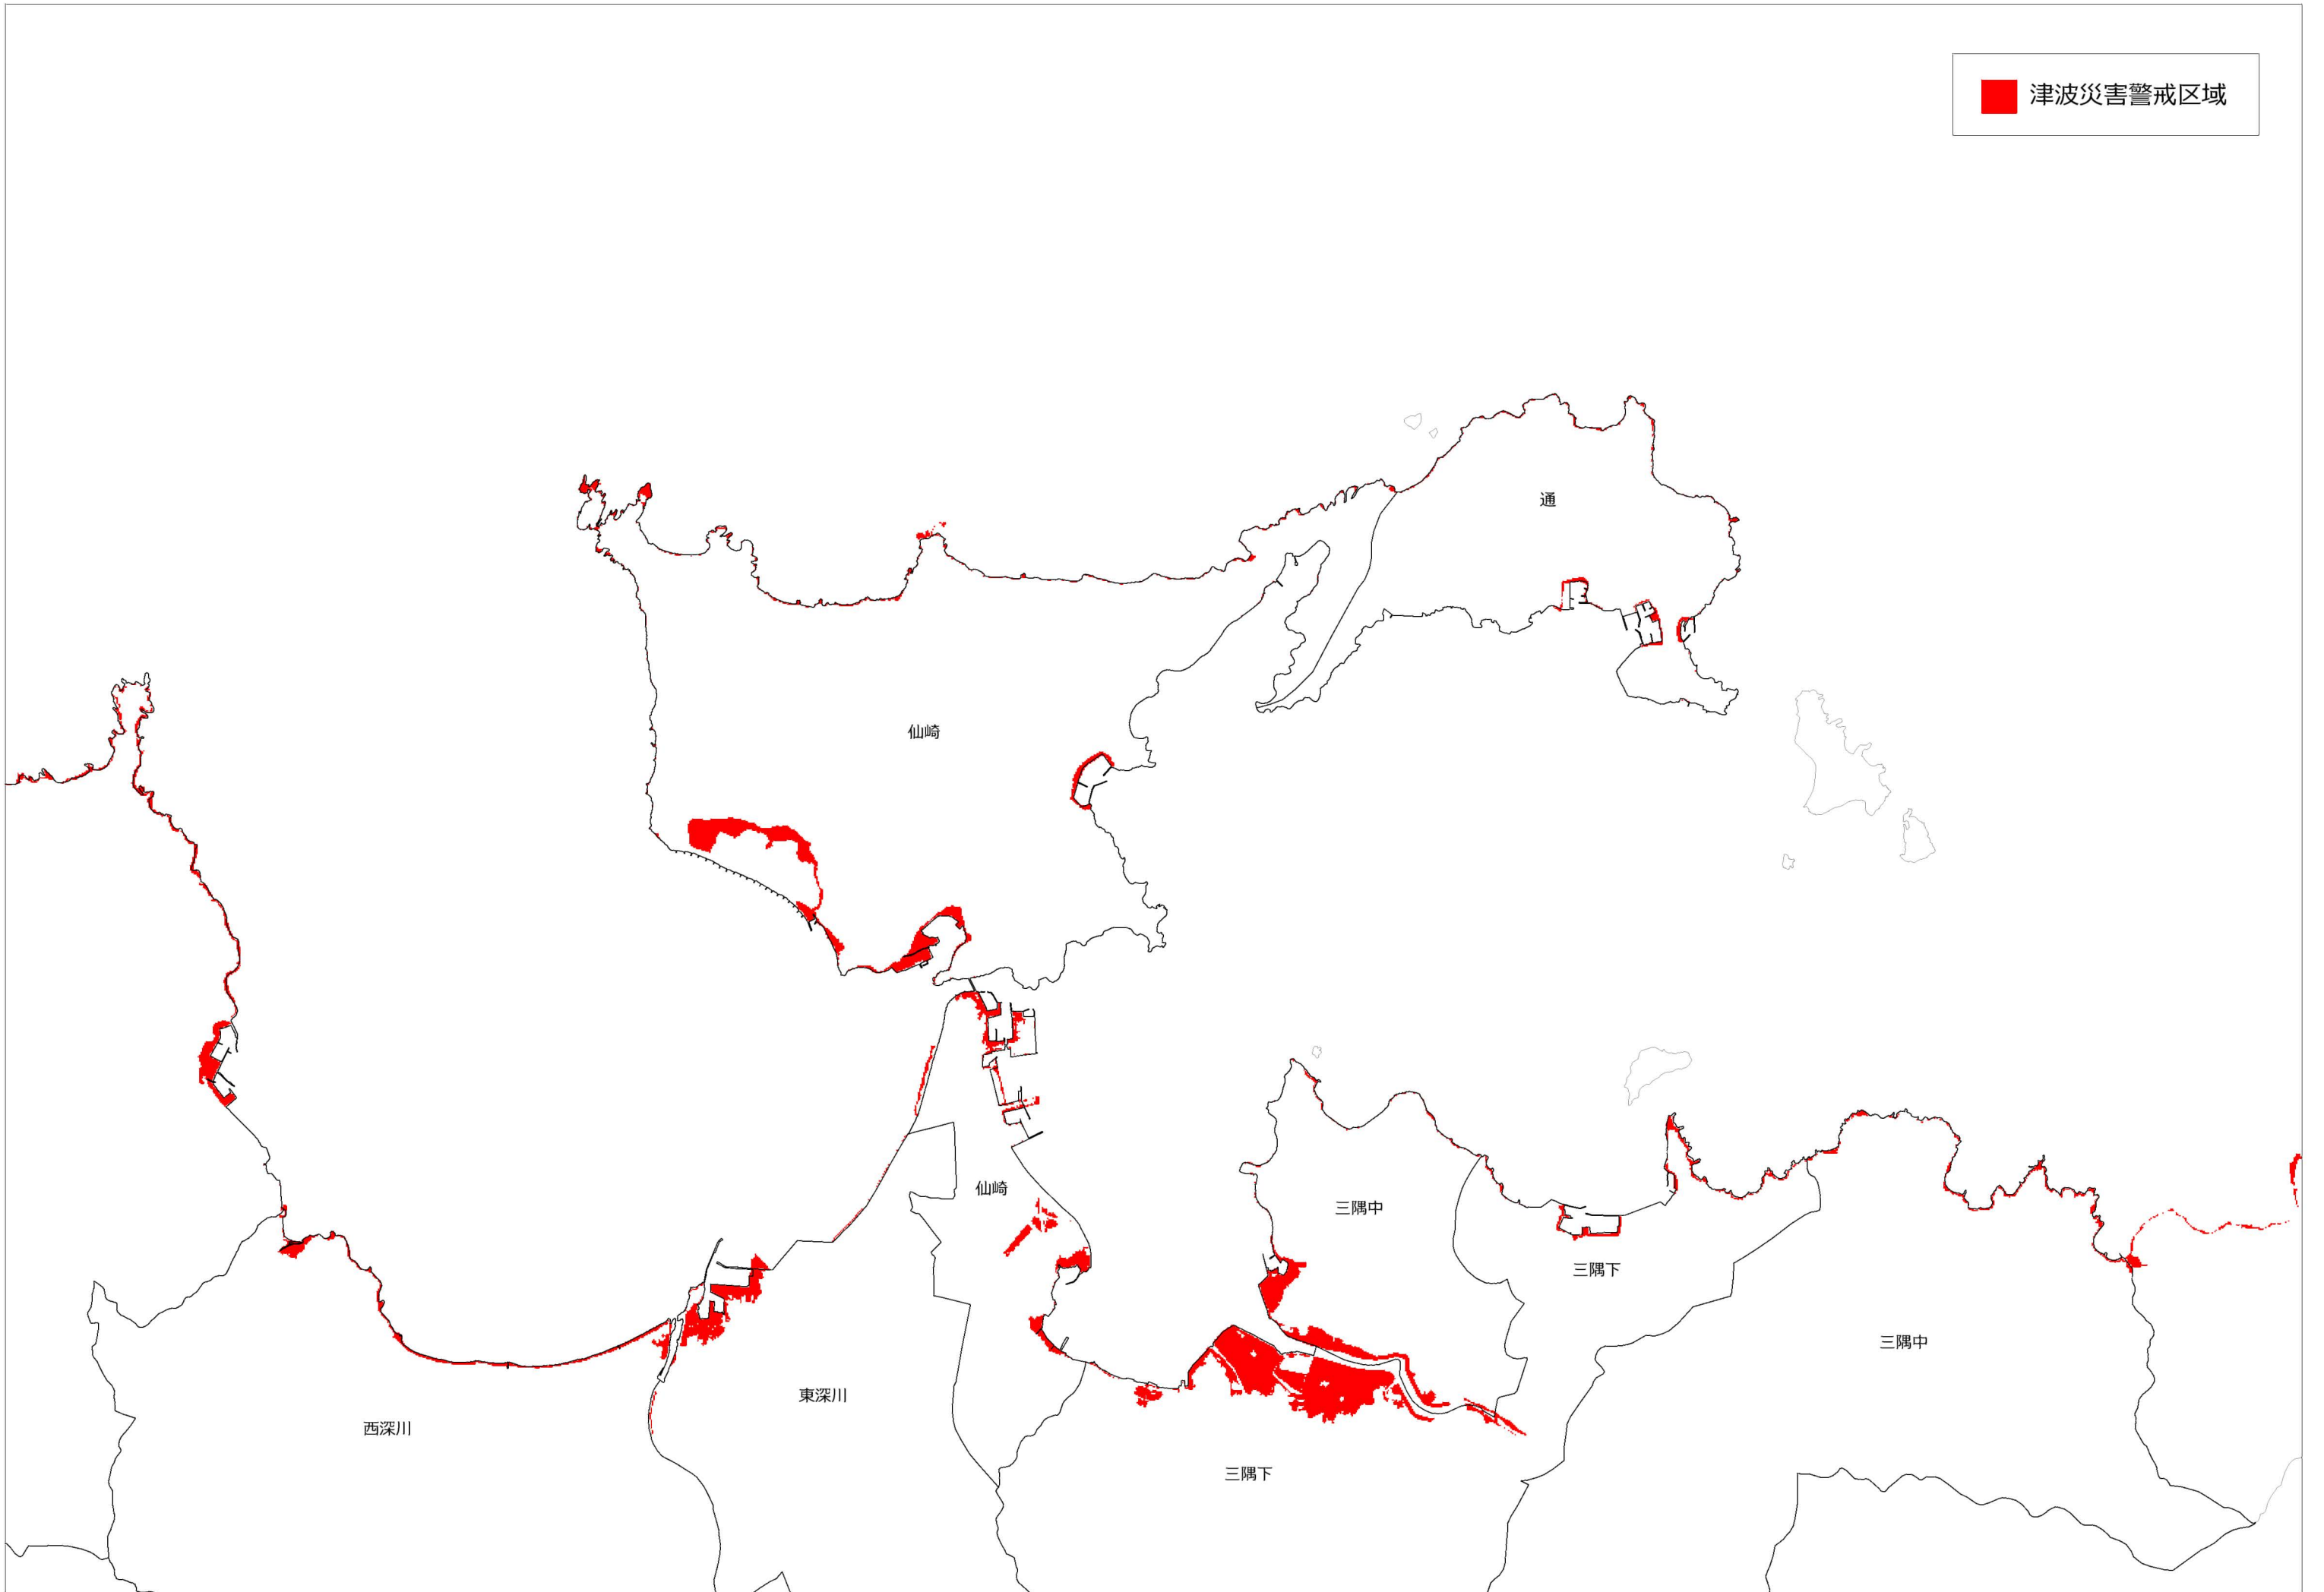 津波災害警戒区域
通
仙崎
仙崎
三隅中
三隅下
三隅中
東深川
西深川
三隅下